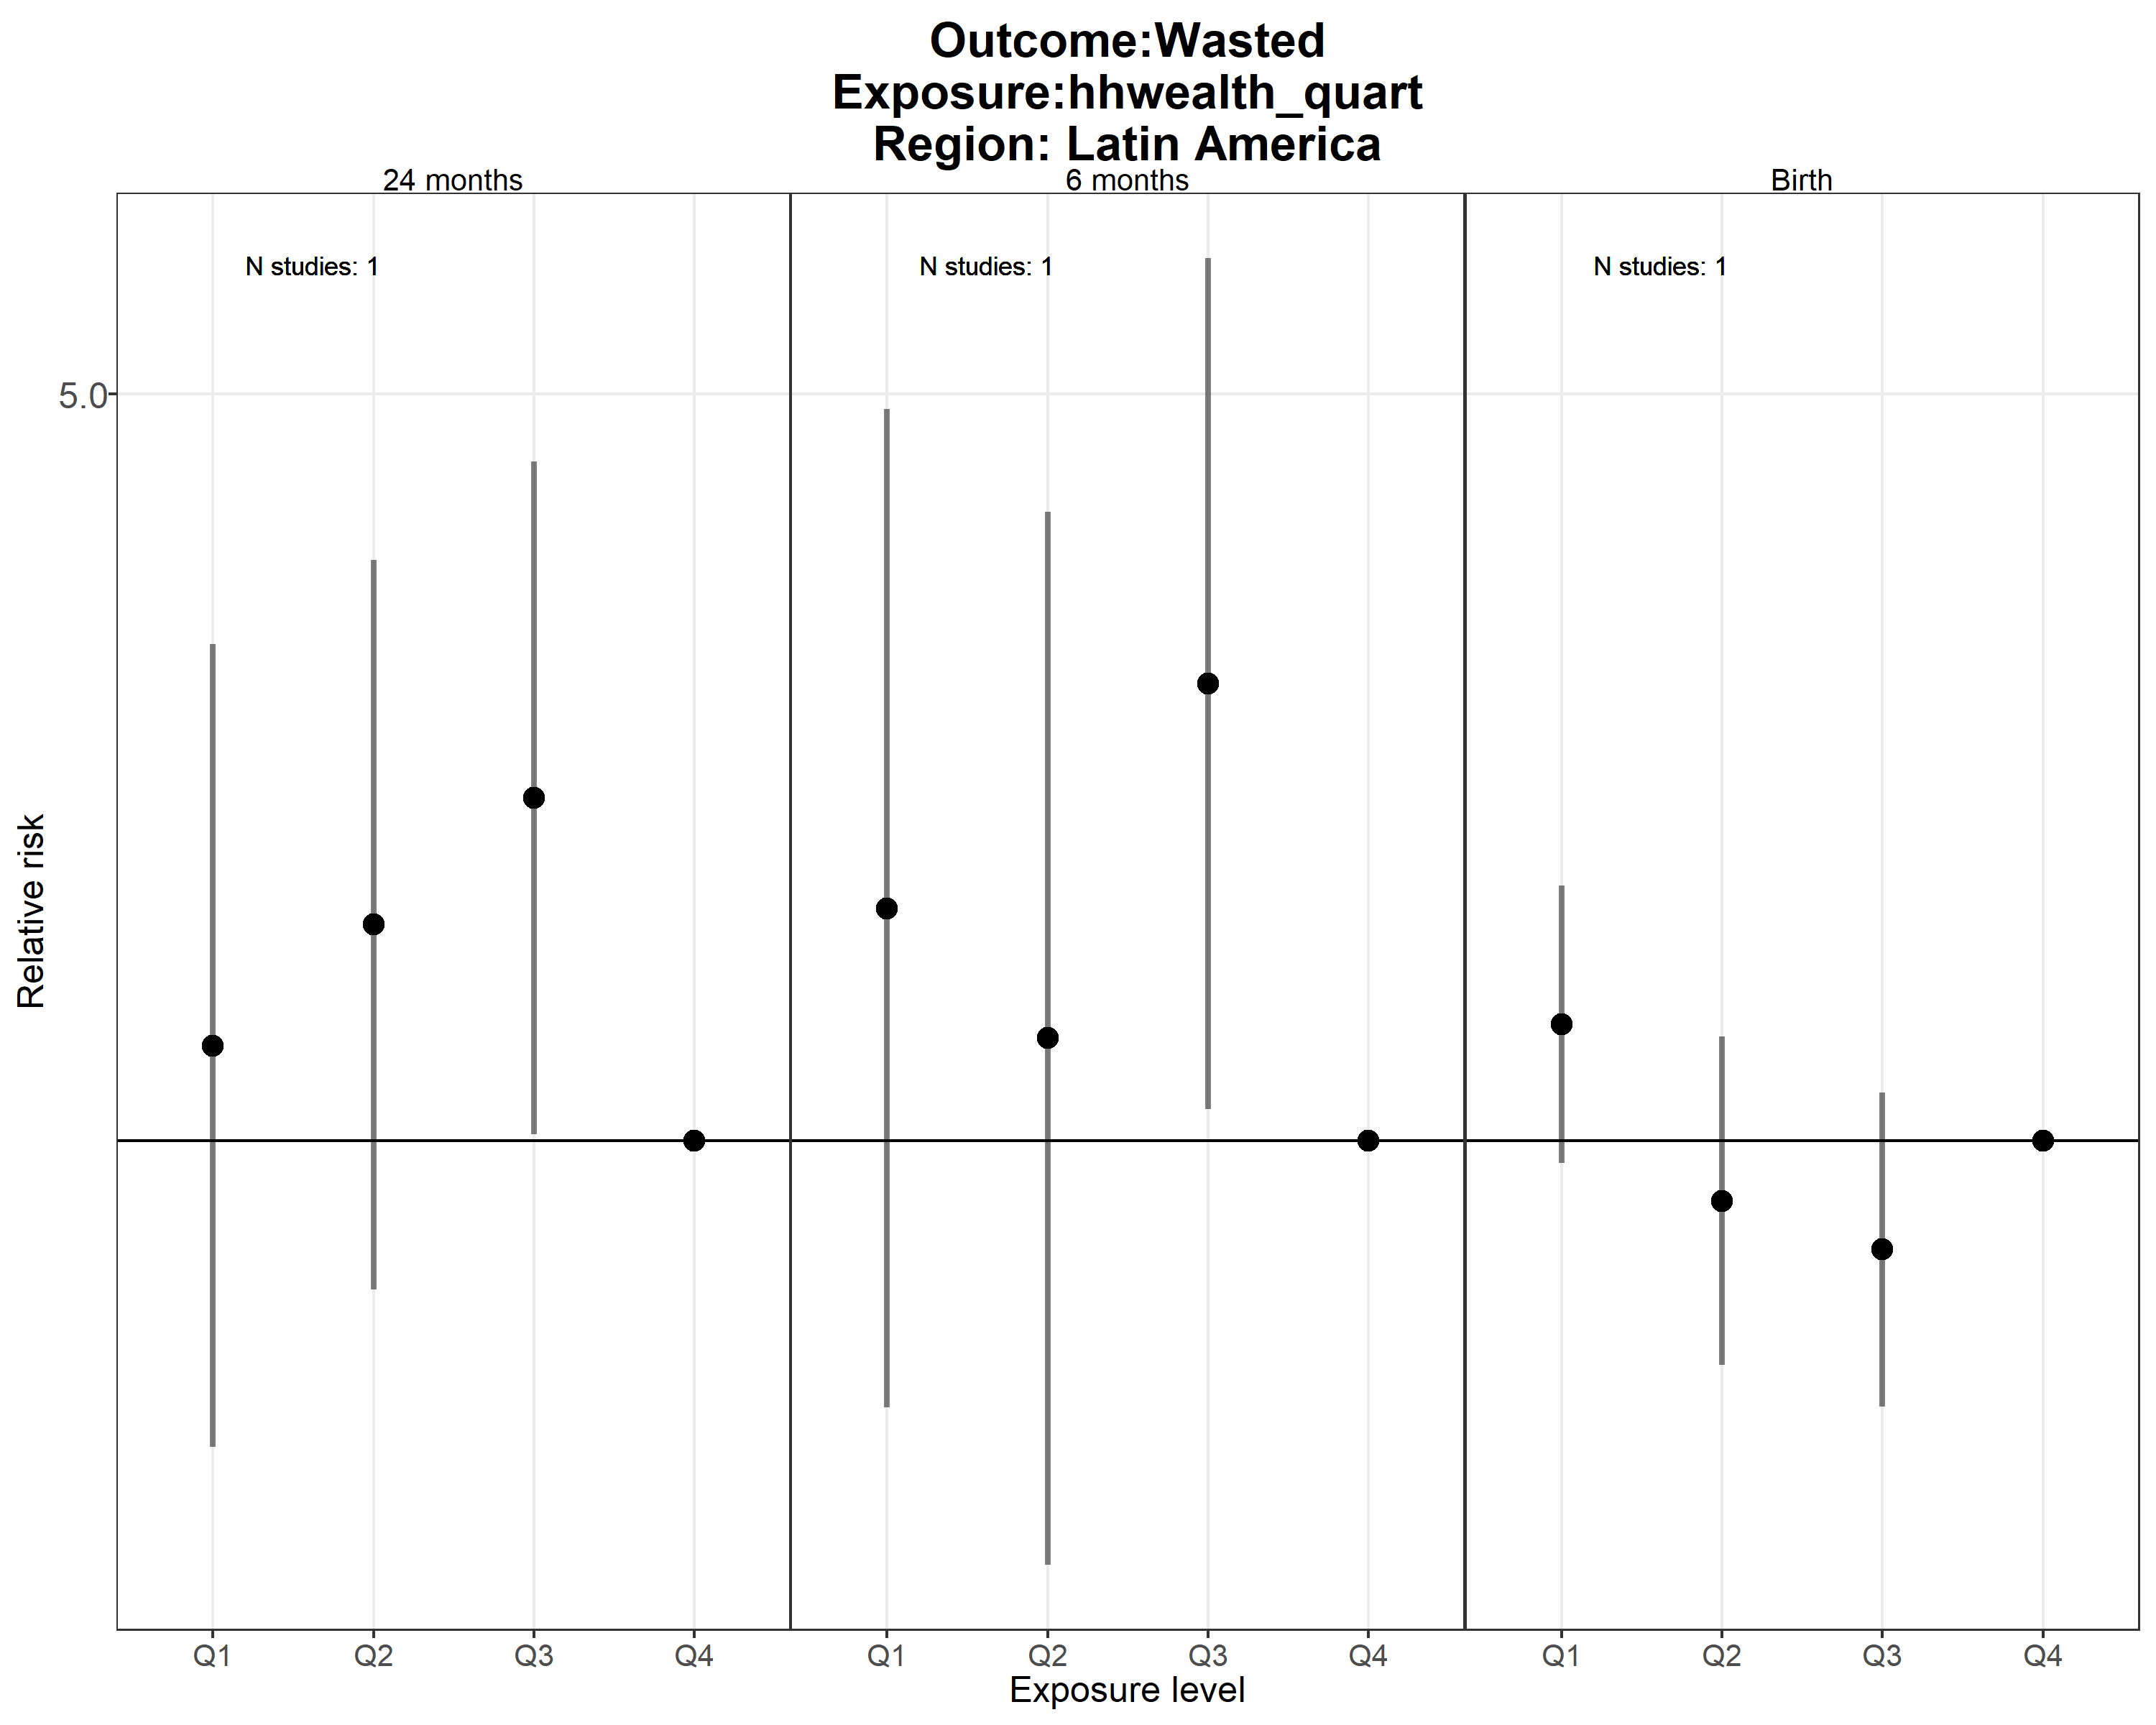 Outcome:Wasted
Exposure:hhwealth_quart
Region: Latin America
24 months 6 months Birth
N studies: 1 N studies: 1 N studies: 1
5.0
Relative risk
Q1 Q2 Q3 Q4 Q1 Q2 Q3 Q4 Q1 Q2 Q3 Q4
Exposure level